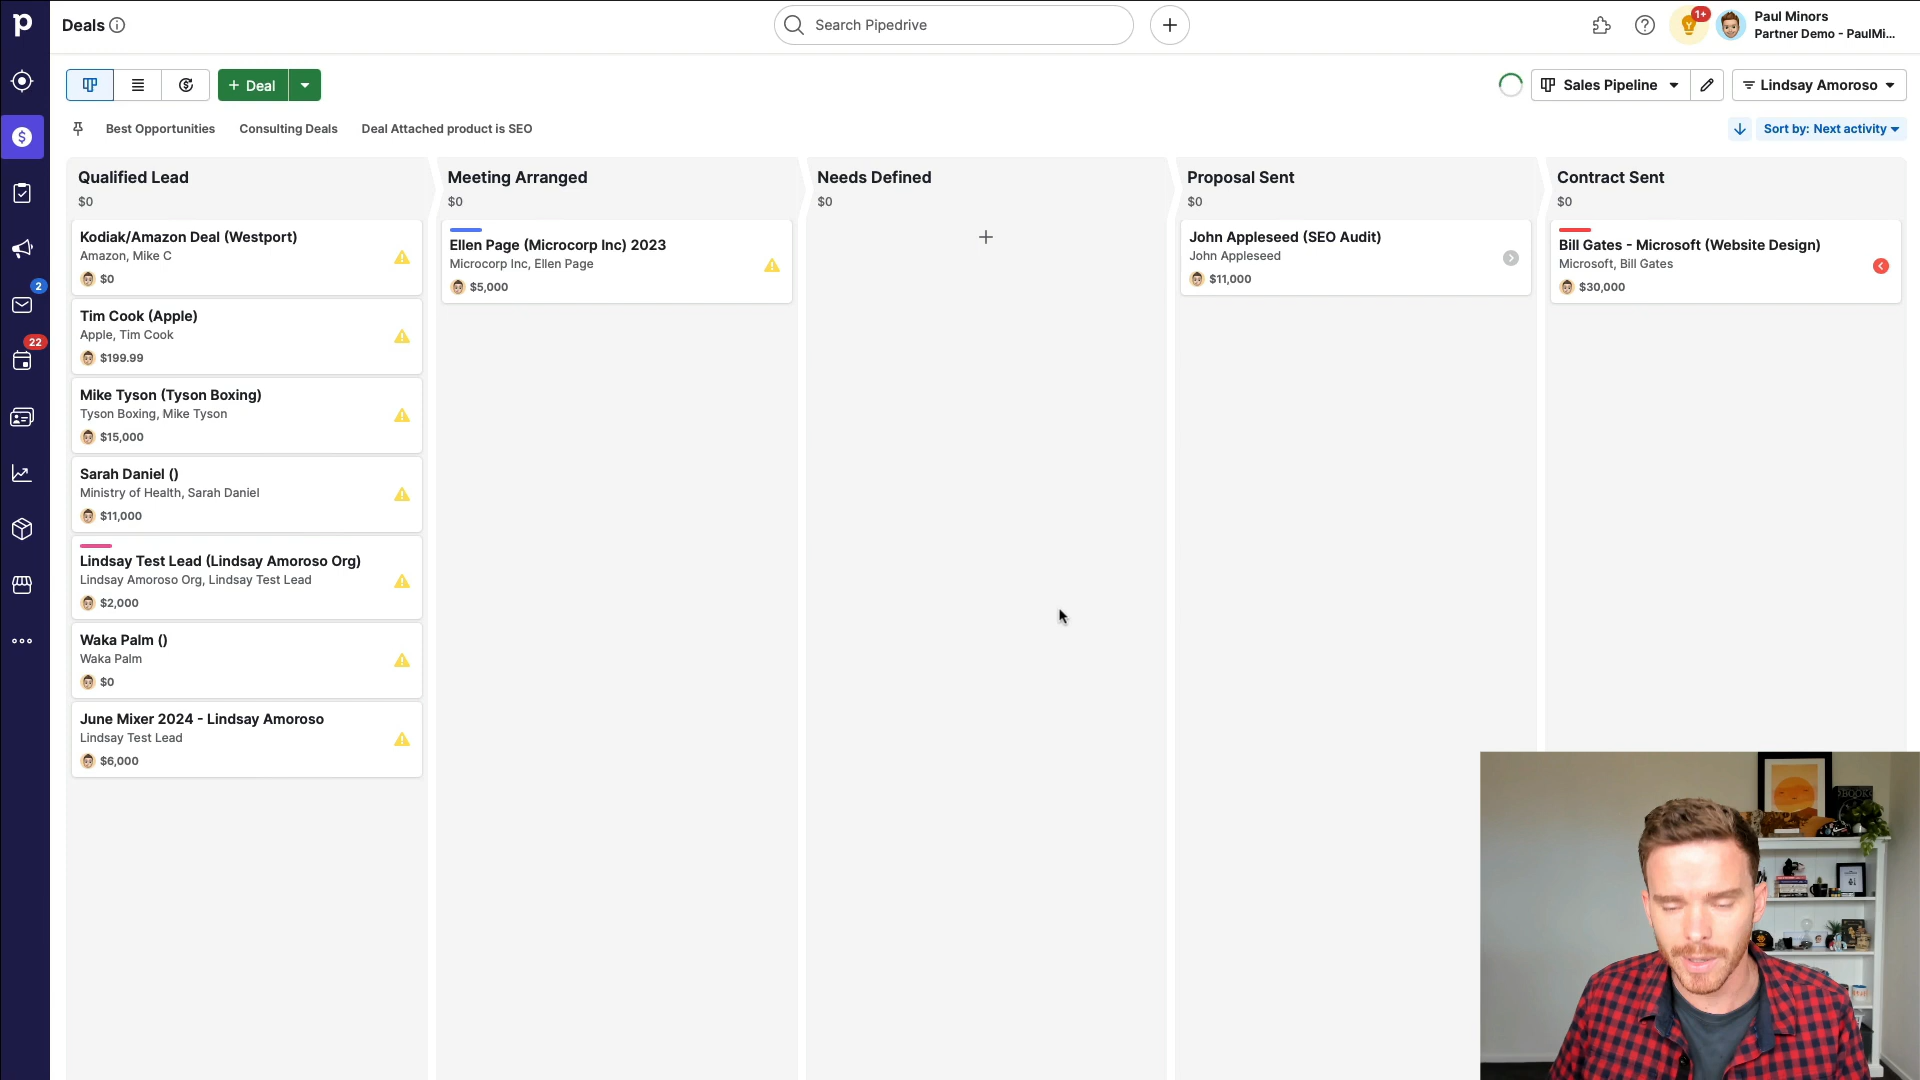 Deals
Search Pipedrive
1+
Paul Minors
Partner Demo - PaulMi...
+ Deal
Sales Pipeline
Lindsay Amoroso
Best Opportunities
Consulting Deals
Deal Attached product is SEO
Sort by: Next activity
2
22
Qualified Lead
$0
Kodiak/Amazon Deal (Westport)
Amazon, Mike C
$0
Tim Cook (Apple)
Apple, Tim Cook
$199.99
Mike Tyson (Tyson Boxing)
Tyson Boxing, Mike Tyson
$15,000
Sarah Daniel ()
Ministry of Health, Sarah Daniel
$11,000
Lindsay Test Lead (Lindsay Amoroso Org)
Lindsay Amoroso Org, Lindsay Test Lead
$2,000
Waka Palm ()
Waka Palm
$0
June Mixer 2024 - Lindsay Amoroso
Lindsay Test Lead
$6,000
Meeting Arranged
$0
Ellen Page (Microcorp Inc) 2023
Microcorp Inc, Ellen Page
$5,000
Needs Defined
$0
Proposal Sent
$0
John Appleseed (SEO Audit)
John Appleseed
$11,000
Contract Sent
$0
Bill Gates - Microsoft (Website Design)
Microsoft, Bill Gates
$30,000